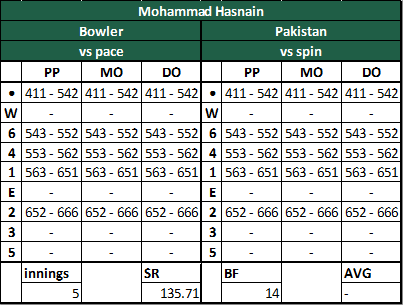 Mohammad Hasnain
Bowler Pakistan
vs pace vs spin
PP MO DO PP MO DO
• 411 - 542 411 - 542 411 - 542 • 411 - 542 411 - 542 411 - 542
W - - - W - - -
6 543 - 552 543 - 552 543 - 552 6 543 - 552 543 - 552 543 - 552
4 553 - 562 553 - 562 553 - 562 4 553 - 562 553 - 562 553 - 562
1 563 - 651 563 - 651 563 - 651 1 563 - 651 563 - 651 563 - 651
E - - - E - - -
2 652 - 666 652 - 666 652 - 666 2 652 - 666 652 - 666 652 - 666
3 - - - 3 - - -
5 - - - 5 - - -
innings SR BF AVG
5 135.71 14 -